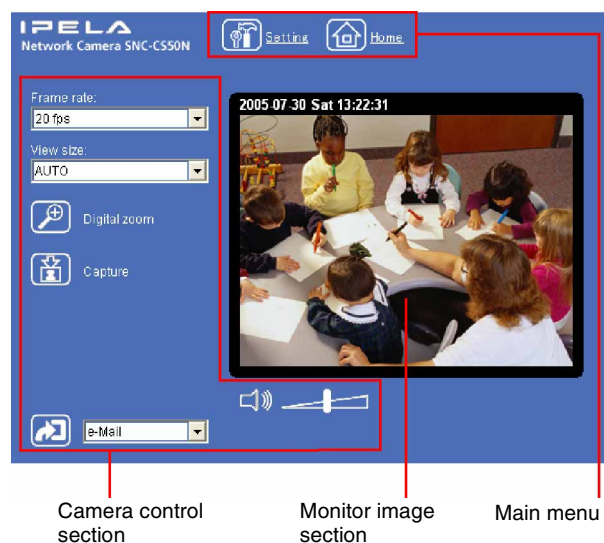 IPELA
Network Camera SNC-CS50N
Setting
Home
Frame rate:
20 fps
View size:
AUTO
Digital zoom
Capture
2005-07-30 Sat 13:22:31
e-Mail
Camera control
section
Monitor image
section
Main menu